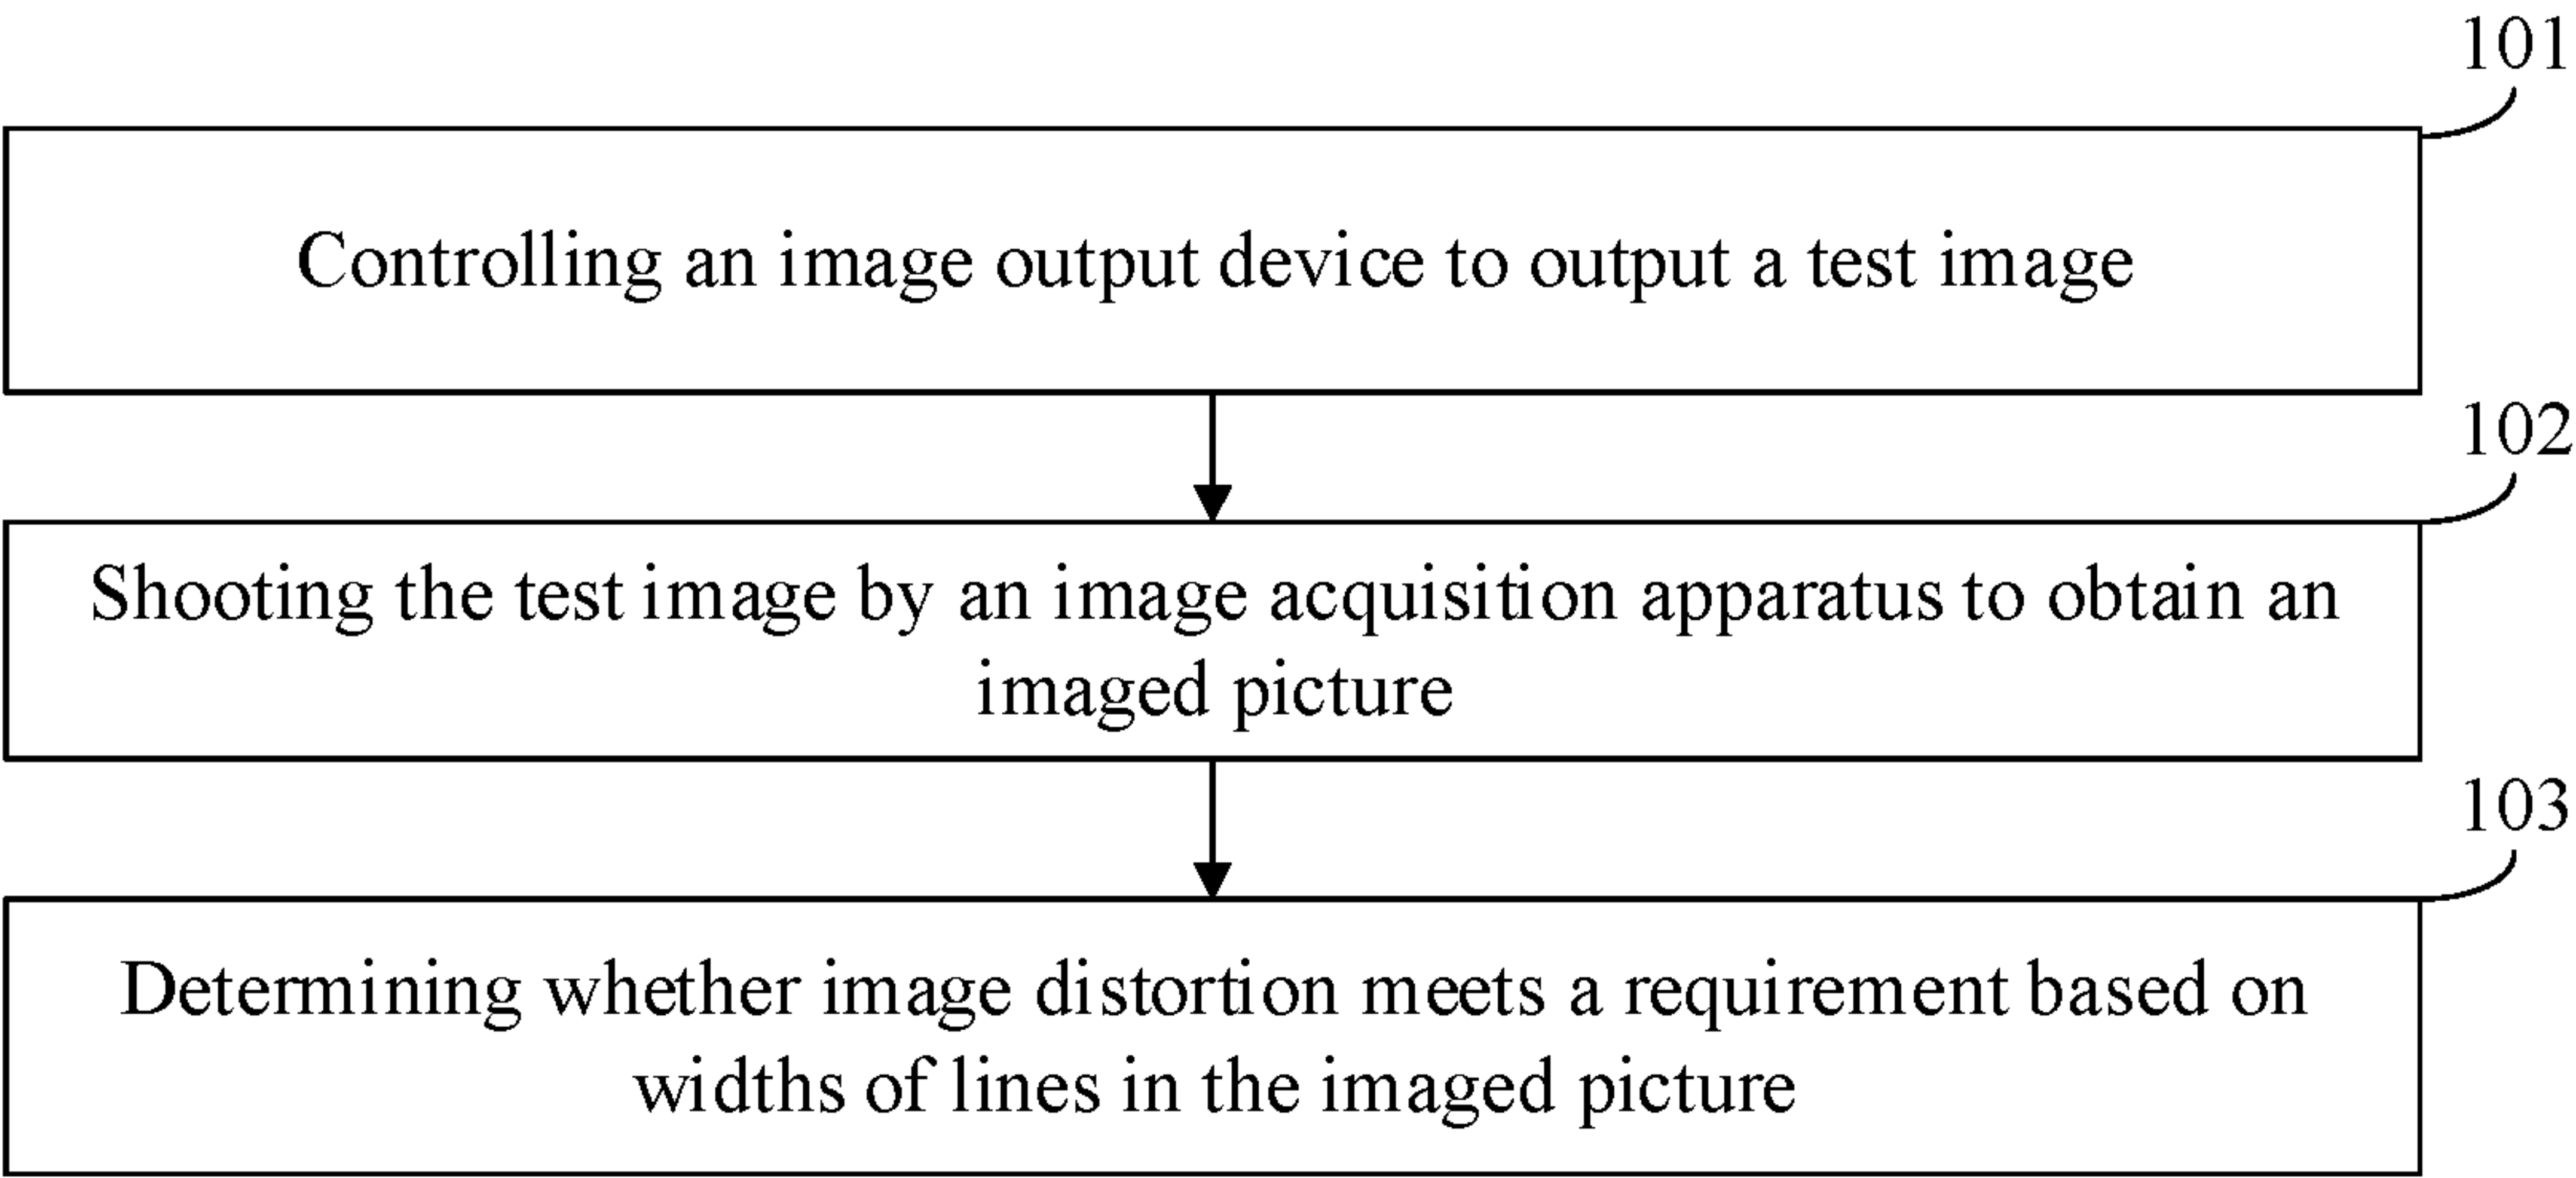 101
Controlling an image output device to output a test image
102
Shooting the test image by an image acquisition apparatus to obtain an
imaged picture
103
Determining whether image distortion meets a requirement based on
widths of lines in the imaged picture